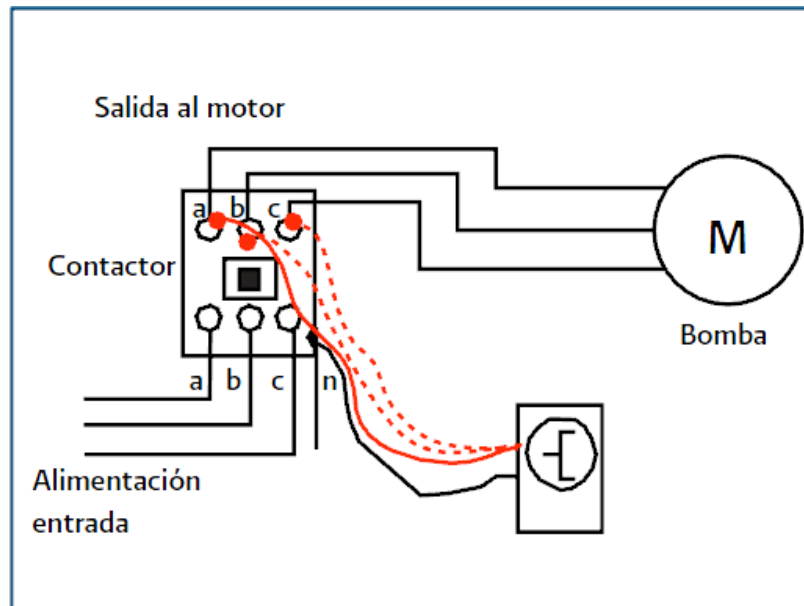 Salida al motor
a b c
Contactor
M
Bomba
a b c n
Alimentación
entrada